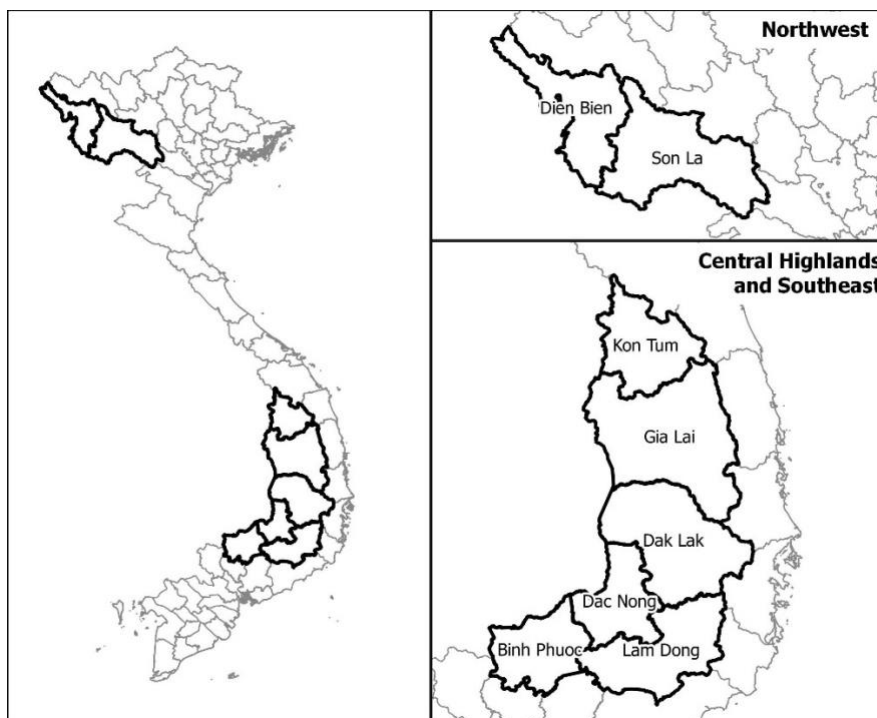 Northwest
Dien Bien
Son La
Central Highlands
and Southeast
Kon Tum
Gia Lai
Dak Lak
Dac Nong
Binh Phuoc
Lam Dong